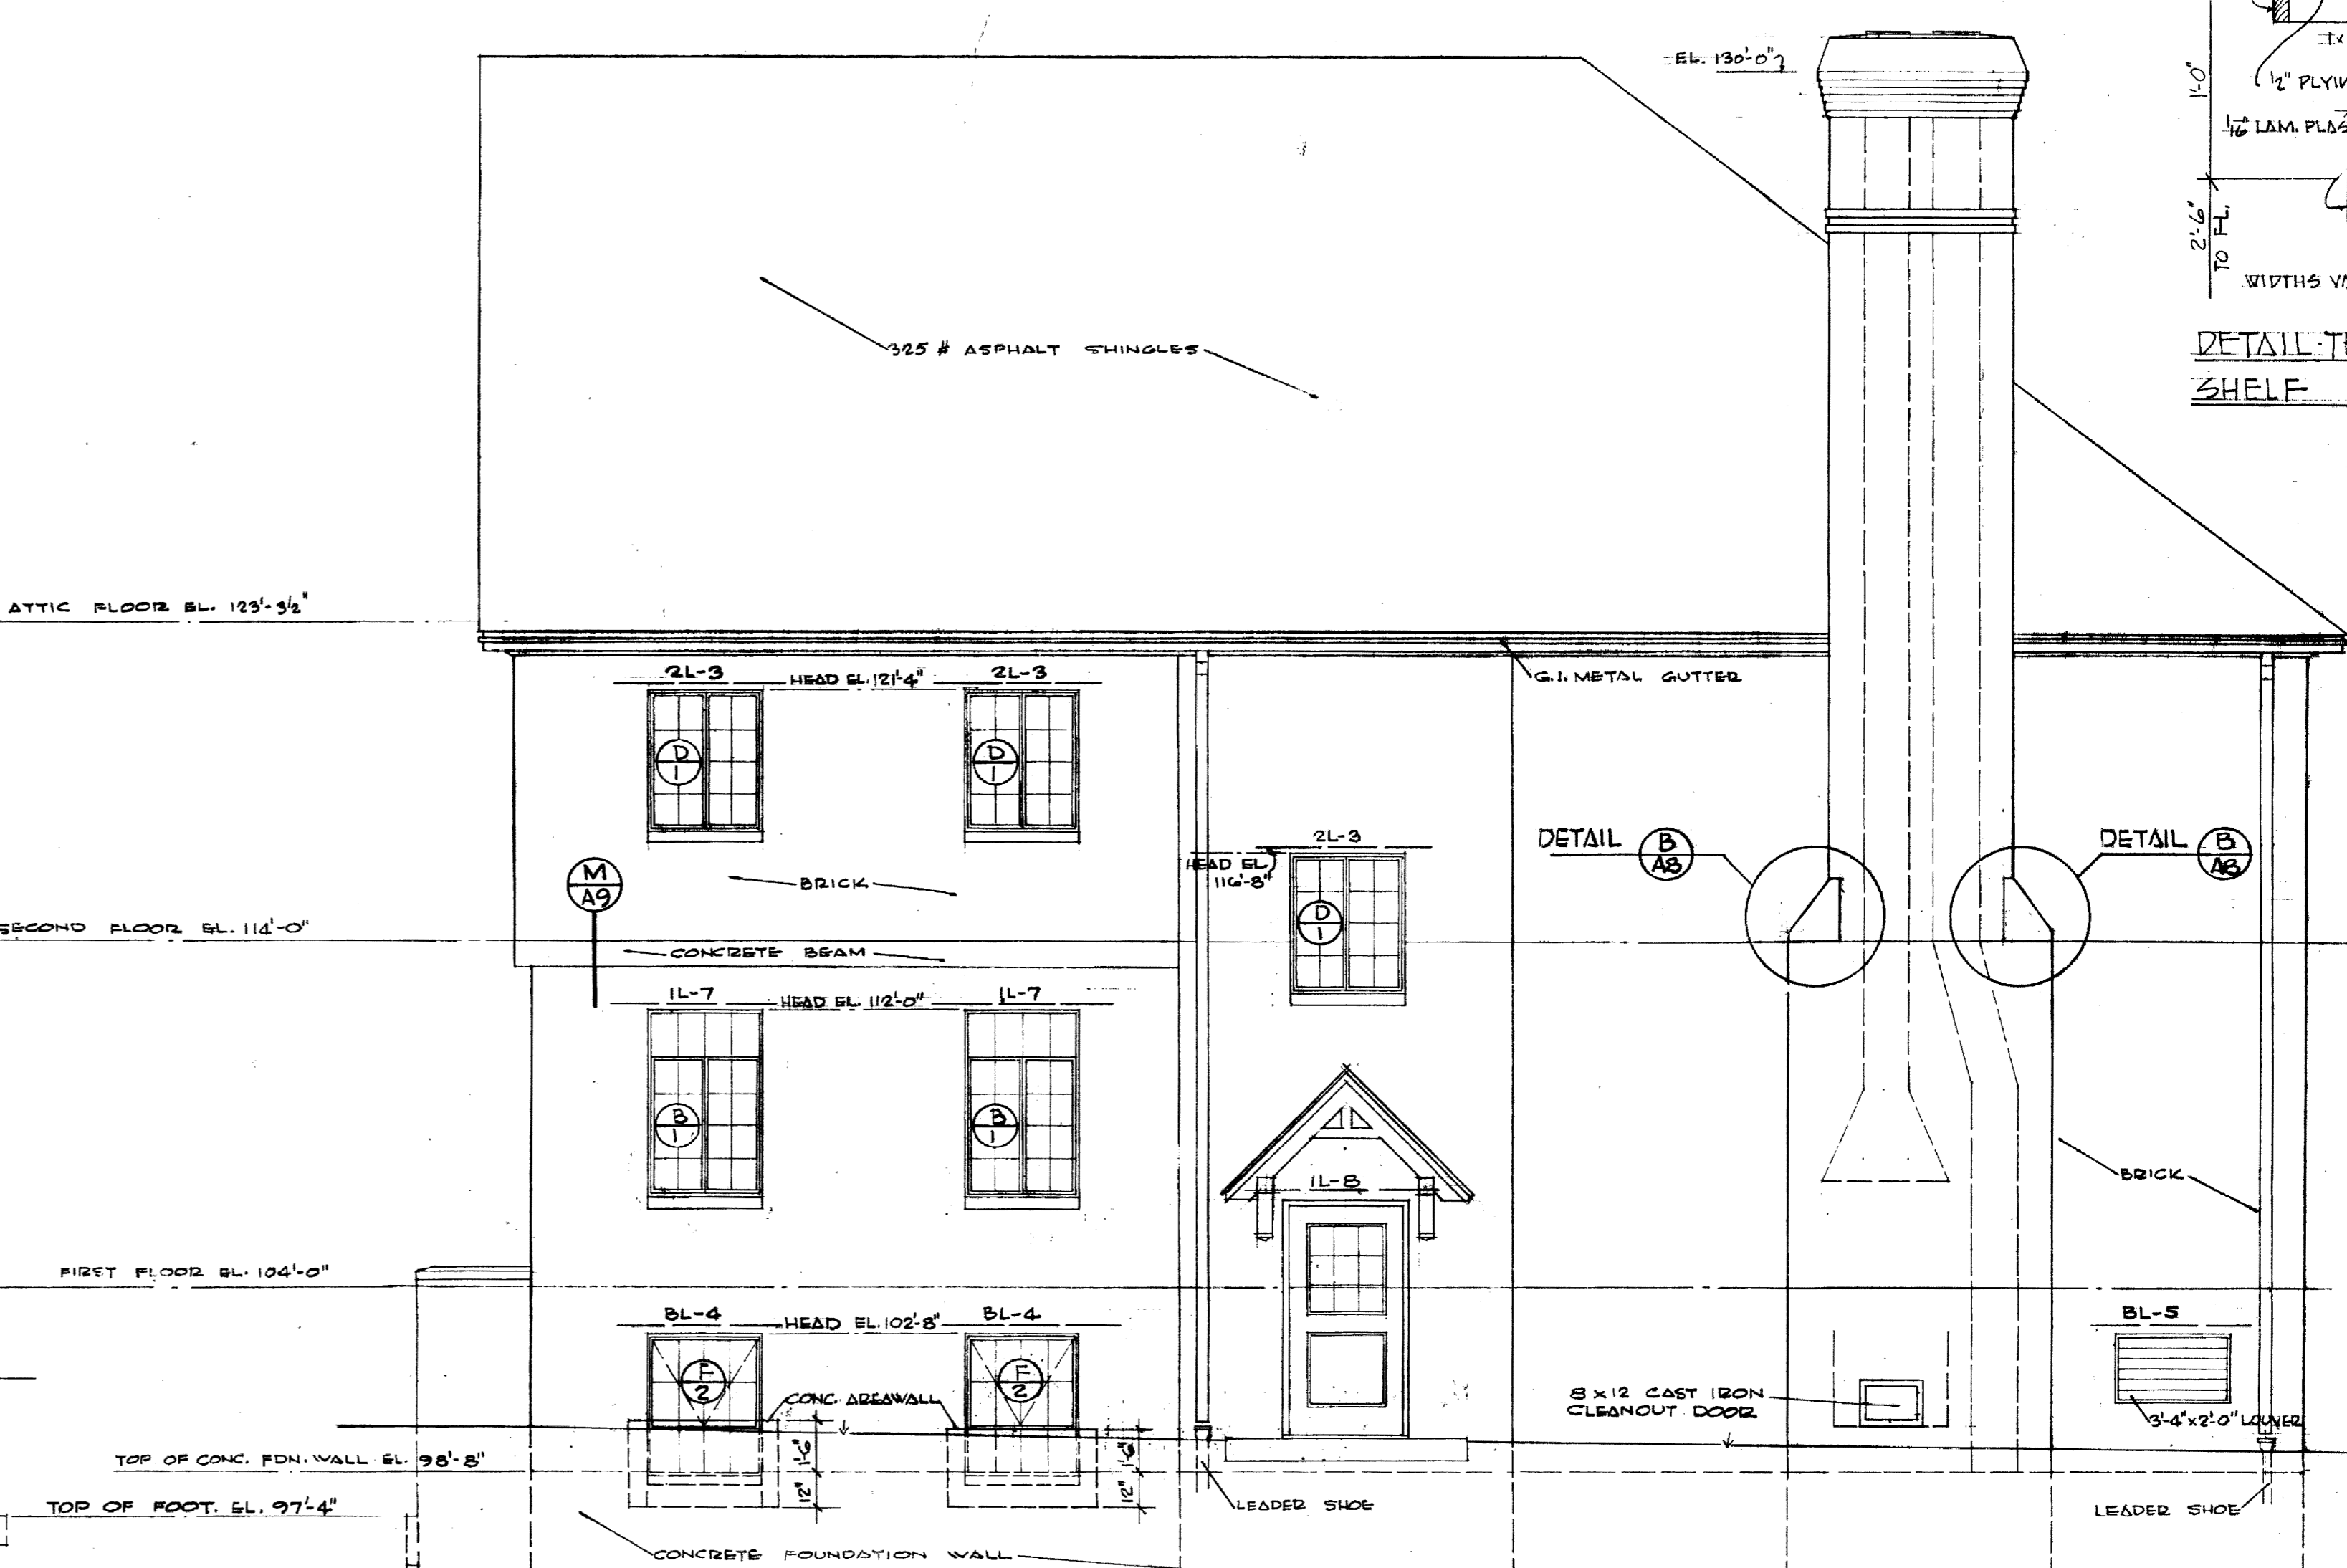 EL. 130'-0"
1'-0"
1/2" PLYW
1/16" LAM. PLAS
2'-6"
TO FL.
WIDTHS VA
DETAIL·T
SHELF
325 # ASPHALT SHINGLES
ATTIC FLOOR EL. 123'-3½"
2L-3
HEAD EL. 121'-4"
2L-3
G.I. METAL GUTTER
D
1
D
1
2L-3
HEAD EL.
116'-8"
D
1
DETAIL
B
A8
DETAIL
B
A8
M
A9
BRICK
SECOND FLOOR EL. 114'-0"
CONCRETE BEAM
1L-7
HEAD EL. 112'-0"
1L-7
B
1
B
1
1L-8
BRICK
FIRST FLOOR EL. 104'-0"
BL-4
HEAD EL. 102'-8"
BL-4
BL-5
F
2
F
2
CONC. AREAWALL
8 x 12 CAST IRON
CLEANOUT DOOR
3'-4" x 2'-0" LOUVER
TOP OF CONC. FDN. WALL EL. 98'-8"
1'-6"
12"
1'-6"
12"
TOP OF FOOT. EL. 97'-4"
LEADER SHOE
LEADER SHOE
CONCRETE FOUNDATION WALL